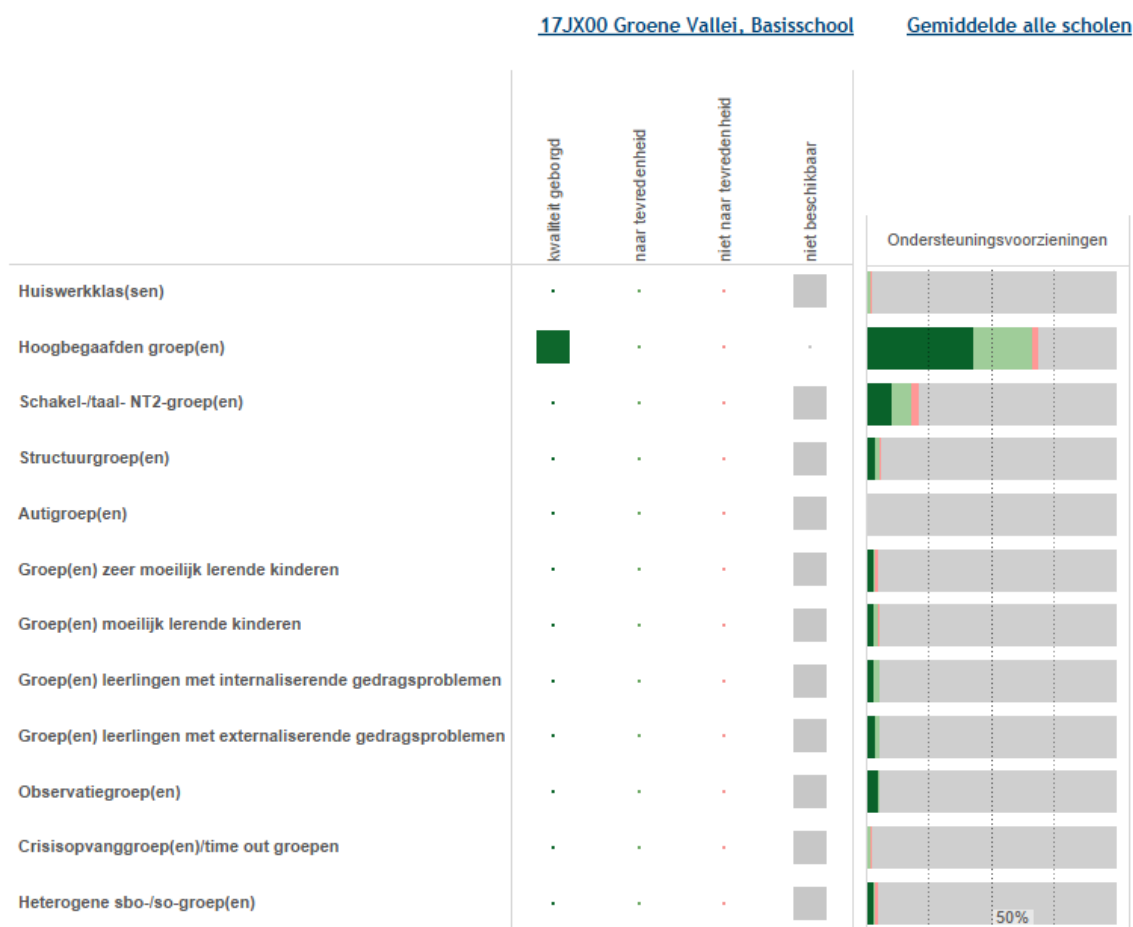 17JX00 Groene Vallei, Basisschool
Gemiddelde alle scholen
kwaliteit geborgd
naar tevredenheid
niet naar tevredenheid
niet beschikbaar
Ondersteuningsvoorzieningen
Huiswerkklas(sen)
Hoogbegaafden groep(en)
Schakel-/taal- NT2-groep(en)
Structuurgroep(en)
Autigroep(en)
Groep(en) zeer moeilijk lerende kinderen
Groep(en) moeilijk lerende kinderen
Groep(en) leerlingen met internaliserende gedragsproblemen
Groep(en) leerlingen met externaliserende gedragsproblemen
Observatiegroep(en)
Crisisopvanggroep(en)/time out groepen
Heterogene sbo-/so-groep(en)
50%